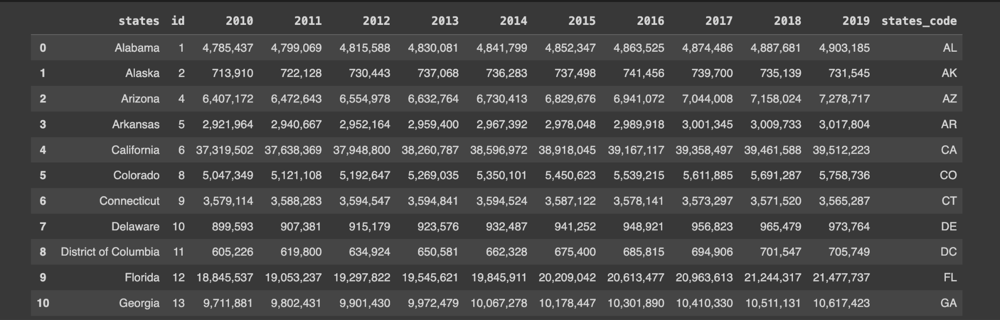 states id 2010 2011 2012 2013 2014 2015 2016 2017 2018 2019 states_code
0 Alabama 1 4,785,437 4,799,069 4,815,588 4,830,081 4,841,799 4,852,347 4,863,525 4,874,486 4,887,681 4,903,185 AL
1 Alaska 2 713,910 722,128 730,443 737,068 736,283 737,498 741,456 739,700 735,139 731,545 AK
2 Arizona 4 6,407,172 6,472,643 6,554,978 6,632,764 6,730,413 6,829,676 6,941,072 7,044,008 7,158,024 7,278,717 AZ
3 Arkansas 5 2,921,964 2,940,667 2,952,164 2,959,400 2,967,392 2,978,048 2,989,918 3,001,345 3,009,733 3,017,804 AR
4 California 6 37,319,502 37,638,369 37,948,800 38,260,787 38,596,972 38,918,045 39,167,117 39,358,497 39,461,588 39,512,223 CA
5 Colorado 8 5,047,349 5,121,108 5,192,647 5,269,035 5,350,101 5,450,623 5,539,215 5,611,885 5,691,287 5,758,736 CO
6 Connecticut 9 3,579,114 3,588,283 3,594,547 3,594,841 3,594,524 3,587,122 3,578,141 3,573,297 3,571,520 3,565,287 CT
7 Delaware 10 899,593 907,381 915,179 923,576 932,487 941,252 948,921 956,823 965,479 973,764 DE
8 District of Columbia 11 605,226 619,800 634,924 650,581 662,328 675,400 685,815 694,906 701,547 705,749 DC
9 Florida 12 18,845,537 19,053,237 19,297,822 19,545,621 19,845,911 20,209,042 20,613,477 20,963,613 21,244,317 21,477,737 FL
10 Georgia 13 9,711,881 9,802,431 9,901,430 9,972,479 10,067,278 10,178,447 10,301,890 10,410,330 10,511,131 10,617,423 GA